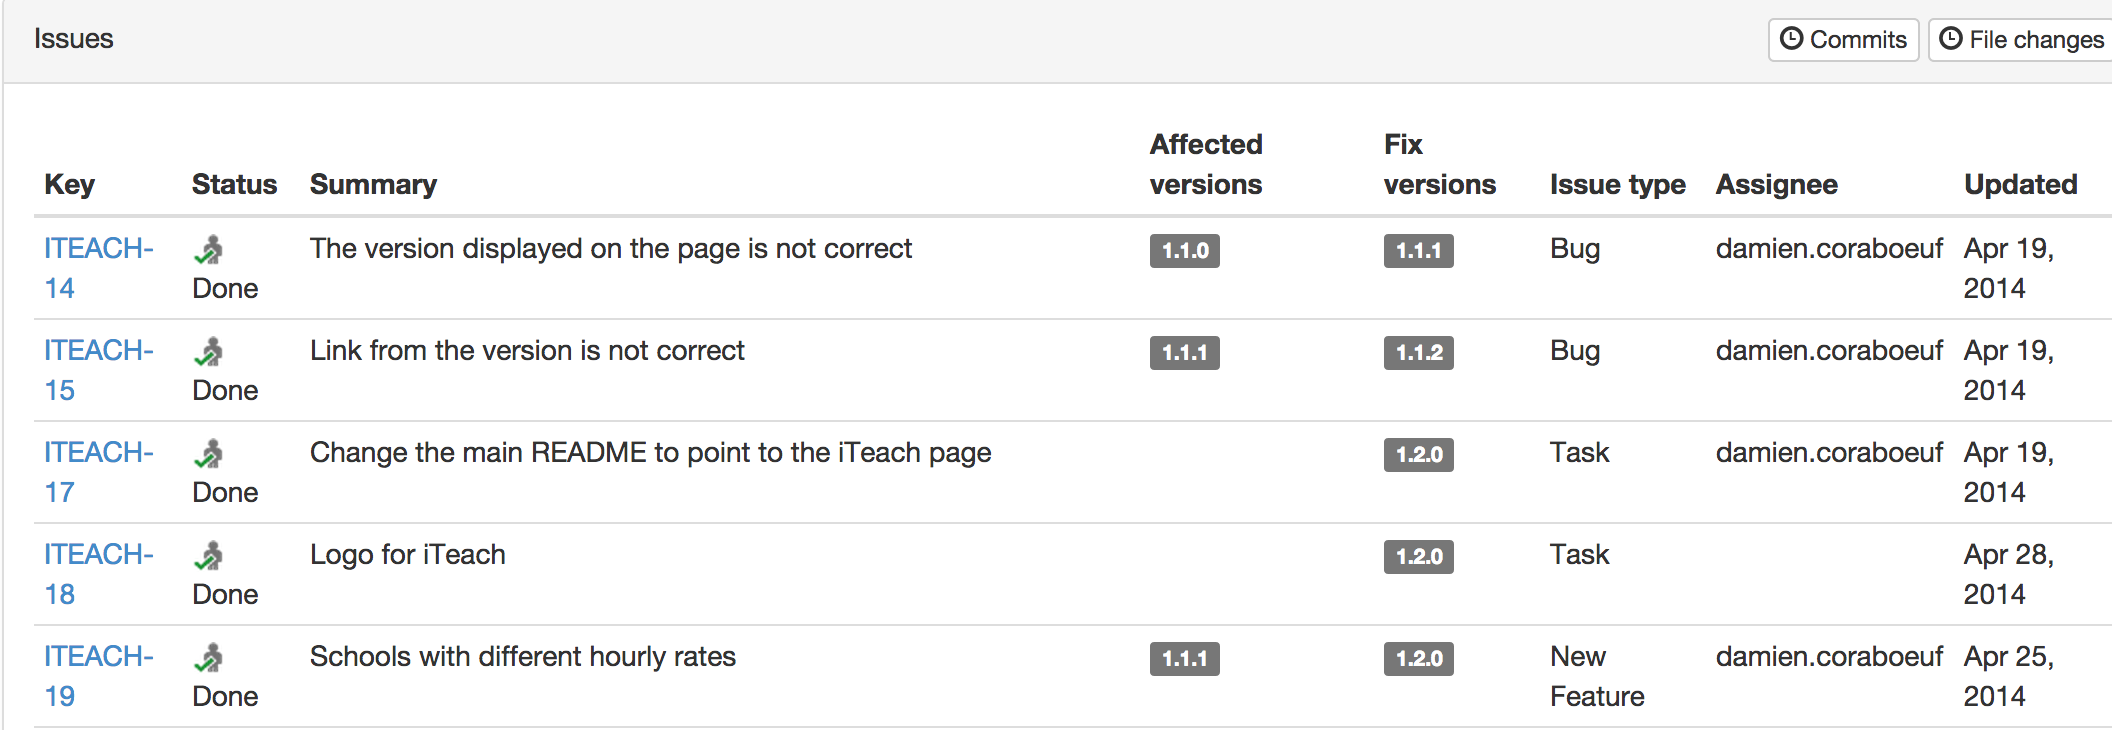 Issues
Commits
File changes
Key Status Summary Affected versions Fix versions Issue type Assignee Updated
ITEACH-14 Done The version displayed on the page is not correct 1.1.0 1.1.1 Bug damien.coraboeuf Apr 19, 2014
ITEACH-15 Done Link from the version is not correct 1.1.1 1.1.2 Bug damien.coraboeuf Apr 19, 2014
ITEACH-17 Done Change the main README to point to the iTeach page 1.2.0 Task damien.coraboeuf Apr 19, 2014
ITEACH-18 Done Logo for iTeach 1.2.0 Task Apr 28, 2014
ITEACH-19 Done Schools with different hourly rates 1.1.1 1.2.0 New Feature damien.coraboeuf Apr 25, 2014